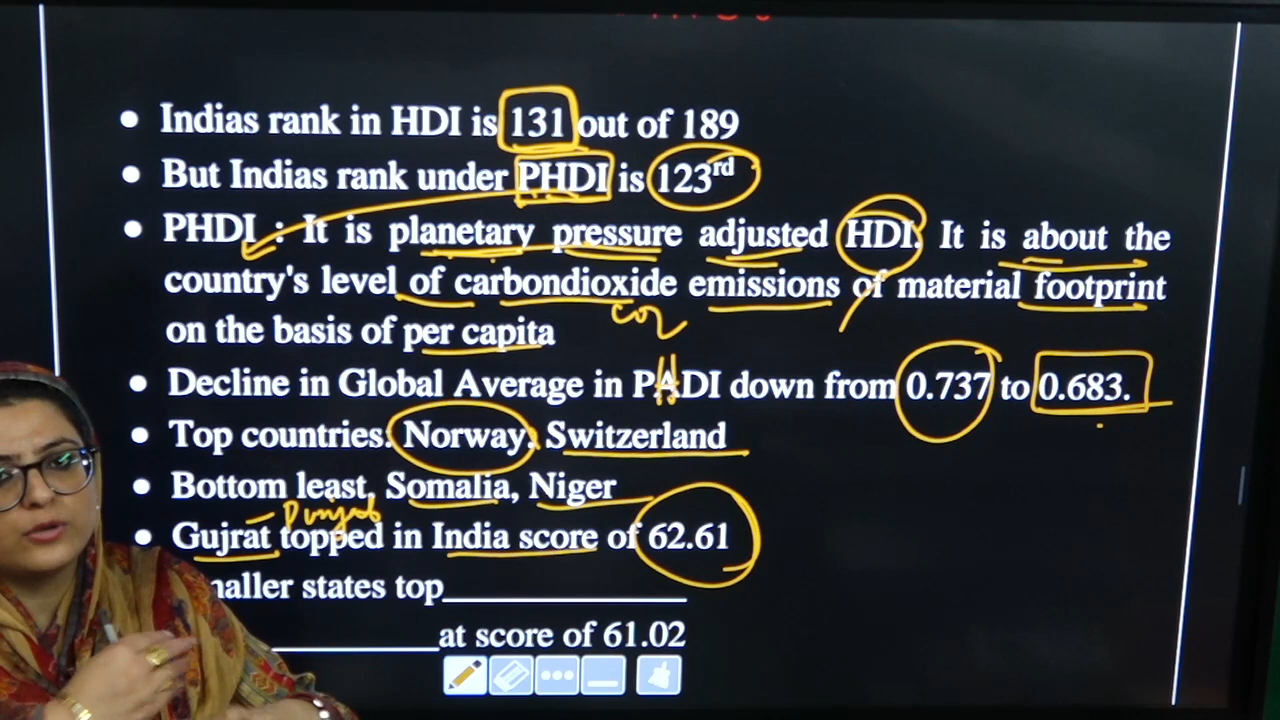 • Indias rank in HDI is 131 out of 189
• But Indias rank under PHDI is 123rd
• PHDI : It is planetary pressure adjusted HDI. It is about the
country's level of carbondioxide emissions of material footprint
CO2
on the basis of per capita
H
• Decline in Global Average in PADI down from 0.737 to 0.683.
• Top countries. Norway, Switzerland
• Bottom least, Somalia, Niger
– Punjab
• Gujrat topped in India score of 62.61
maller states top______________
______________at score of 61.02